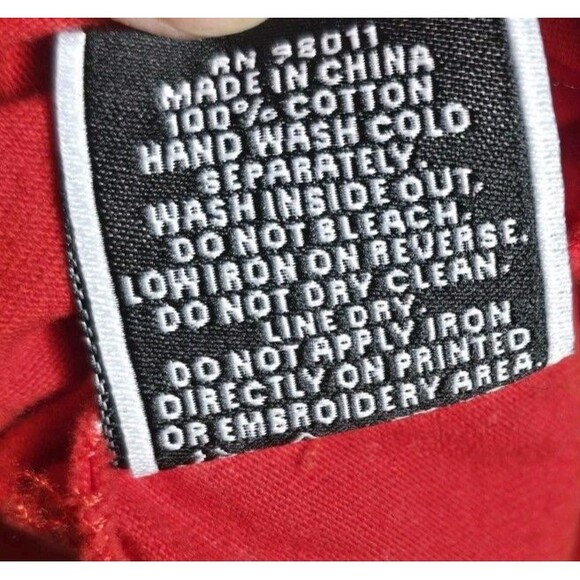 RN 98011
MADE IN CHINA
100% COTTON
HAND WASH COLD
SEPARATELY.
WASH INSIDE OUT.
DO NOT BLEACH.
LOW IRON ON REVERSE.
DO NOT DRY CLEAN.
LINE DRY.
DO NOT APPLY IRON
DIRECTLY ON PRINTED
OR EMBROIDERY AREA.